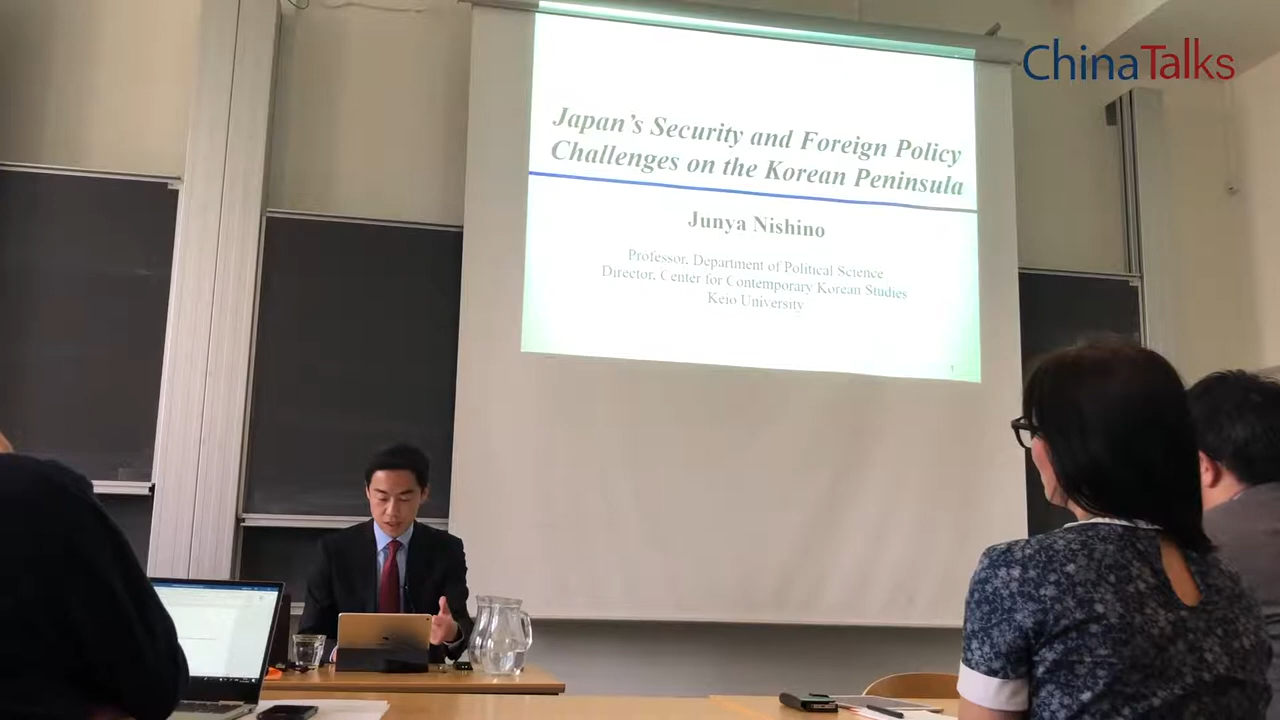 ChinaTalks
Japan's Security and Foreign Policy
Challenges on the Korean Peninsula
Junya Nishino
Professor, Department of Political Science
Director, Center for Contemporary Korean Studies
Keio University
1